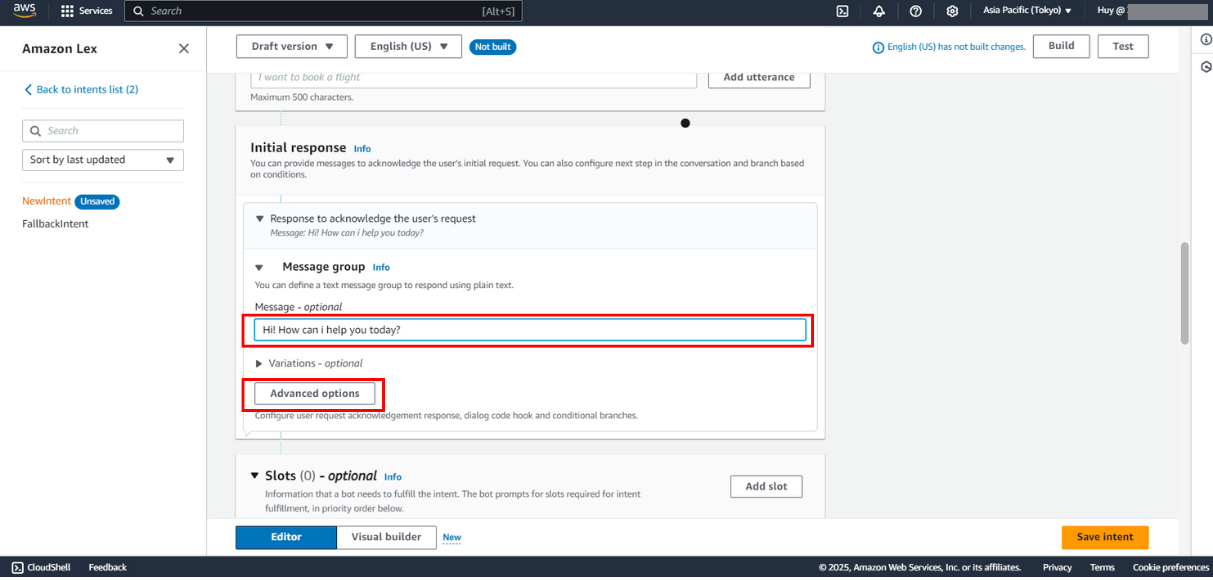 aws Services Search [Alt+S] Asia Pacific (Tokyo) Huy @
Amazon Lex
Back to intents list (2)
Search
Sort by last updated
NewIntent Unsaved
FallbackIntent
Draft version English (US) Not built English (US) has not built changes. Build Test
I want to book a flight Add utterance
Maximum 500 characters.
Initial response Info
You can provide messages to acknowledge the user's initial request. You can also configure next step in the conversation and branch based
on conditions.
Response to acknowledge the user's request
Message: Hi! How can i help you today?
Message group Info
You can define a text message group to respond using plain text.
Message - optional
Hi! How can i help you today?
Variations - optional
Advanced options
Configure user request acknowledgement response, dialog code hook and conditional branches.
Slots (0) - optional Info
Add slot
Information that a bot needs to fulfill the intent. The bot prompts for slots required for intent
fulfillment, in priority order below.
Editor Visual builder New Save intent
CloudShell Feedback © 2025, Amazon Web Services, Inc. or its affiliates. Privacy Terms Cookie preferences